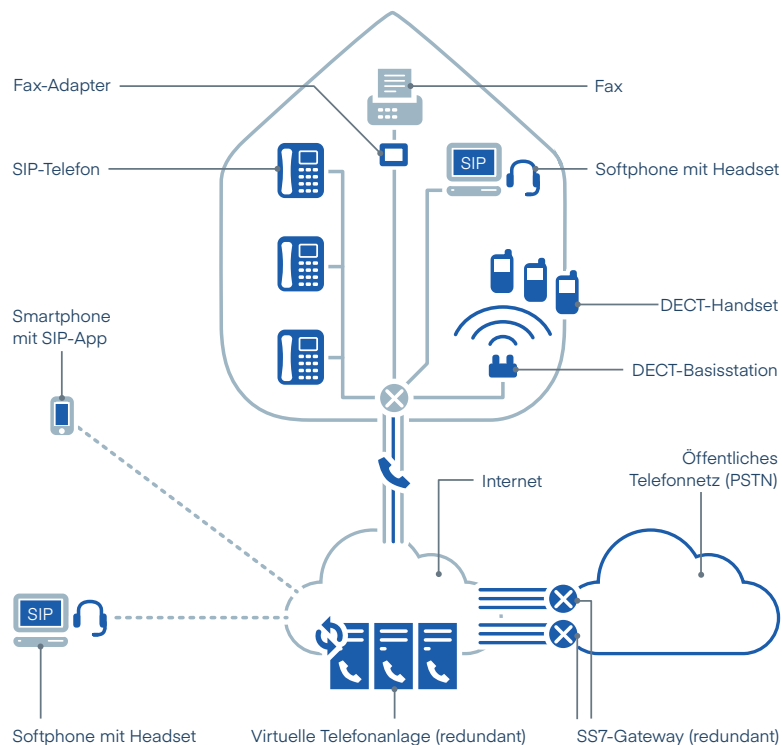 Fax-Adapter
Fax
SIP-Telefon
SIP
Softphone mit Headset
DECT-Handset
Smartphone
mit SIP-App
DECT-Basisstation
Öffentliches
Telefonnetz (PSTN)
Internet
SIP
Softphone mit Headset
Virtuelle Telefonanlage (redundant)
SS7-Gateway (redundant)